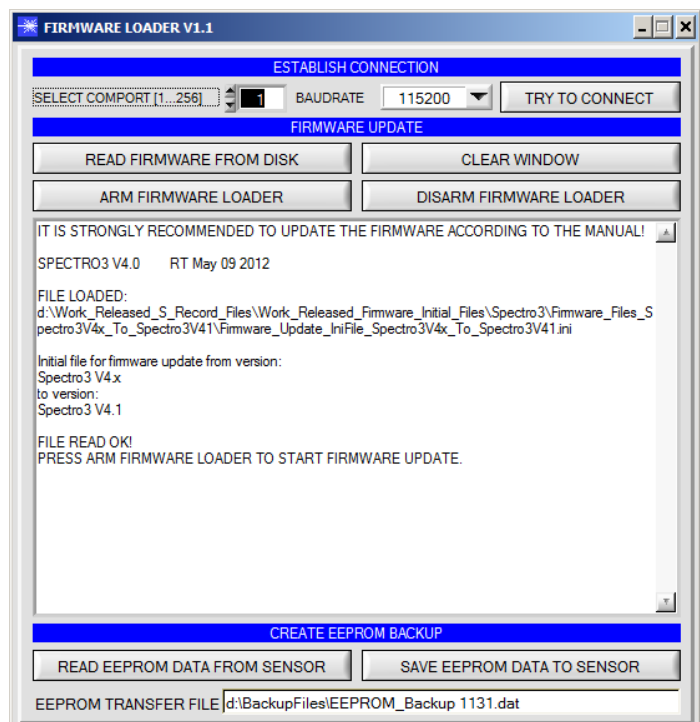 FIRMWARE LOADER V1.1
ESTABLISH CONNECTION
SELECT COMPORT [1...256] 1 BAUDRATE 115200 TRY TO CONNECT
FIRMWARE UPDATE
READ FIRMWARE FROM DISK CLEAR WINDOW
ARM FIRMWARE LOADER DISARM FIRMWARE LOADER
IT IS STRONGLY RECOMMENDED TO UPDATE THE FIRMWARE ACCORDING TO THE MANUAL!
SPECTRO3 V4.0 RT May 09 2012
FILE LOADED:
d:\Work_Released_S_Record_Files\Work_Released_Firmware_Initial_Files\Spectro3\Firmware_Files_S
pectro3V4x_To_Spectro3V41\Firmware_Update_IniFile_Spectro3V4x_To_Spectro3V41.ini
Initial file for firmware update from version:
Spectro3 V4.x
to version:
Spectro3 V4.1
FILE READ OK!
PRESS ARM FIRMWARE LOADER TO START FIRMWARE UPDATE.
CREATE EEPROM BACKUP
READ EEPROM DATA FROM SENSOR SAVE EEPROM DATA TO SENSOR
EEPROM TRANSFER FILE d:\BackupFiles\EEPROM_Backup 1131.dat